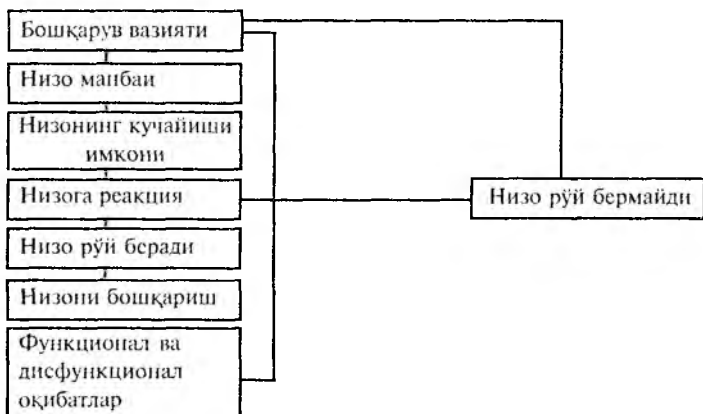 Бошқарув вазияти
Низо манбаи
Низонинг кучайиши
имкони
Низога реакция
Низо рўй бермайди
Низо рўй беради
Низони бошқариш
Функционал ва
дисфункционал
оқибатлар